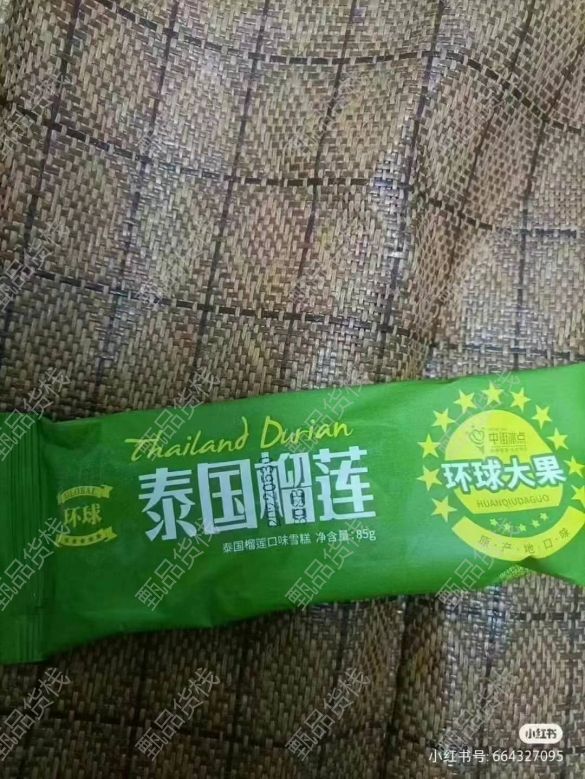 Thailand Durian
泰国榴莲
泰国榴莲口味雪糕 净含量:85g
GLOBAL
环球
中街冰点
环球大果
HUANQIUDAGUO
原·产·地·口·味
甄品货栈
小红书
小红书号: 664327095